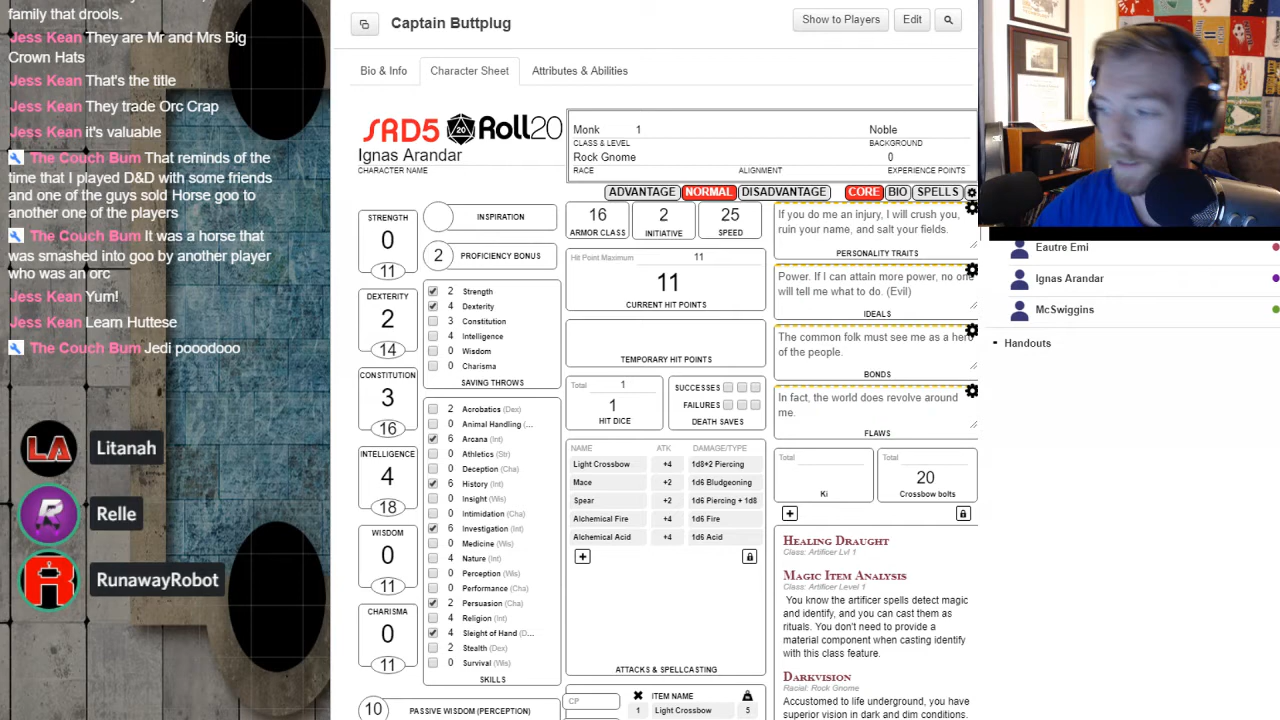 family that drools.
Jess Kean They are Mr and Mrs Big
Crown Hats
Jess Kean That's the title
Jess Kean They trade Orc Crap
Jess Kean it's valuable
The Couch Bum That reminds of the
time that I played D&D with some friends
and one of the guys sold Horse goo to
another one of the players
The Couch Bum It was a horse that
was smashed into goo by another player
who was an orc
Jess Kean Yum!
Jess Kean Learn Huttese
The Couch Bum Jedi pooodooo
LA Litanah
R Relle
RunawayRobot
Captain Buttplug
Show to Players
Edit
Bio & Info
Character Sheet
Attributes & Abilities
SRD5 20 Roll20
Ignas Arandar
CHARACTER NAME
Monk 1
CLASS & LEVEL
Noble
BACKGROUND
Rock Gnome
RACE
ALIGNMENT
0
EXPERIENCE POINTS
ADVANTAGE NORMAL DISADVANTAGE
CORE BIO SPELLS
STRENGTH
0
11
DEXTERITY
2
14
CONSTITUTION
3
16
INTELLIGENCE
4
18
WISDOM
0
11
CHARISMA
0
11
INSPIRATION
2 PROFICIENCY BONUS
2 Strength
4 Dexterity
3 Constitution
4 Intelligence
0 Wisdom
0 Charisma
SAVING THROWS
2 Acrobatics (Dex)
0 Animal Handling (...
6 Arcana (Int)
0 Athletics (Str)
0 Deception (Cha)
6 History (Int)
0 Insight (Wis)
0 Intimidation (Cha)
6 Investigation (Int)
0 Medicine (Wis)
4 Nature (Int)
0 Perception (Wis)
0 Performance (Cha)
2 Persuasion (Cha)
4 Religion (Int)
4 Sleight of Hand (D...
2 Stealth (Dex)
0 Survival (Wis)
SKILLS
10 PASSIVE WISDOM (PERCEPTION)
16
ARMOR CLASS
2
INITIATIVE
25
SPEED
Hit Point Maximum 11
11
CURRENT HIT POINTS
TEMPORARY HIT POINTS
Total 1
1
HIT DICE
SUCCESSES
FAILURES
DEATH SAVES
NAME ATK DAMAGE/TYPE
Light Crossbow +4 1d8+2 Piercing
Mace +2 1d6 Bludgeoning
Spear +2 1d6 Piercing + 1d8
Alchemical Fire +4 1d6 Fire
Alchemical Acid +4 1d6 Acid
ATTACKS & SPELLCASTING
CP
ITEM NAME
1 Light Crossbow 5
If you do me an injury, I will crush you,
ruin your name, and salt your fields.
PERSONALITY TRAITS
Power. If I can attain more power, no one
will tell me what to do. (Evil)
IDEALS
The common folk must see me as a hero
of the people.
BONDS
In fact, the world does revolve around
me.
FLAWS
Total
Ki
Total
20
Crossbow bolts
HEALING DRAUGHT
Class: Artificer Lvl 1
MAGIC ITEM ANALYSIS
Class: Artificer Level 1
You know the artificer spells detect magic
and identify, and you can cast them as
rituals. You don't need to provide a
material component when casting identify
with this class feature.
DARKVISION
Racial: Rock Gnome
Accustomed to life underground, you have
superior vision in dark and dim conditions.
Eautre Emi
Ignas Arandar
McSwiggins
Handouts